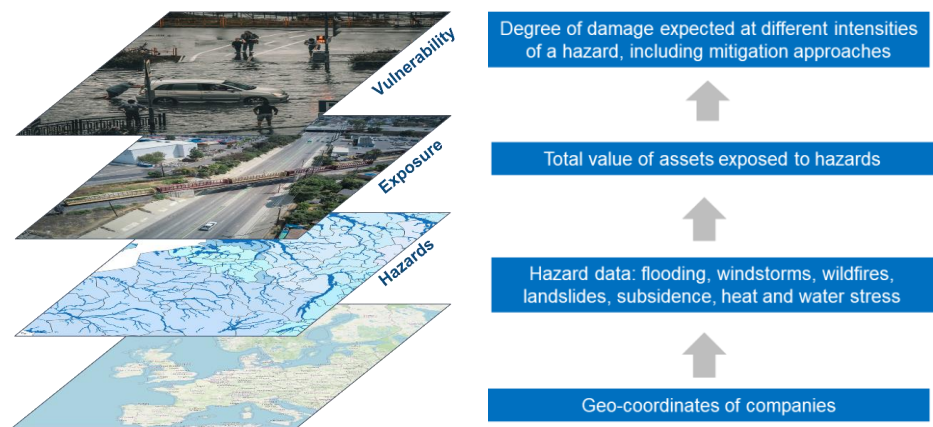 Vulnerability
Exposure
Hazards
Degree of damage expected at different intensities
of a hazard, including mitigation approaches
Total value of assets exposed to hazards
Hazard data: flooding, windstorms, wildfires,
landslides, subsidence, heat and water stress
Geo-coordinates of companies